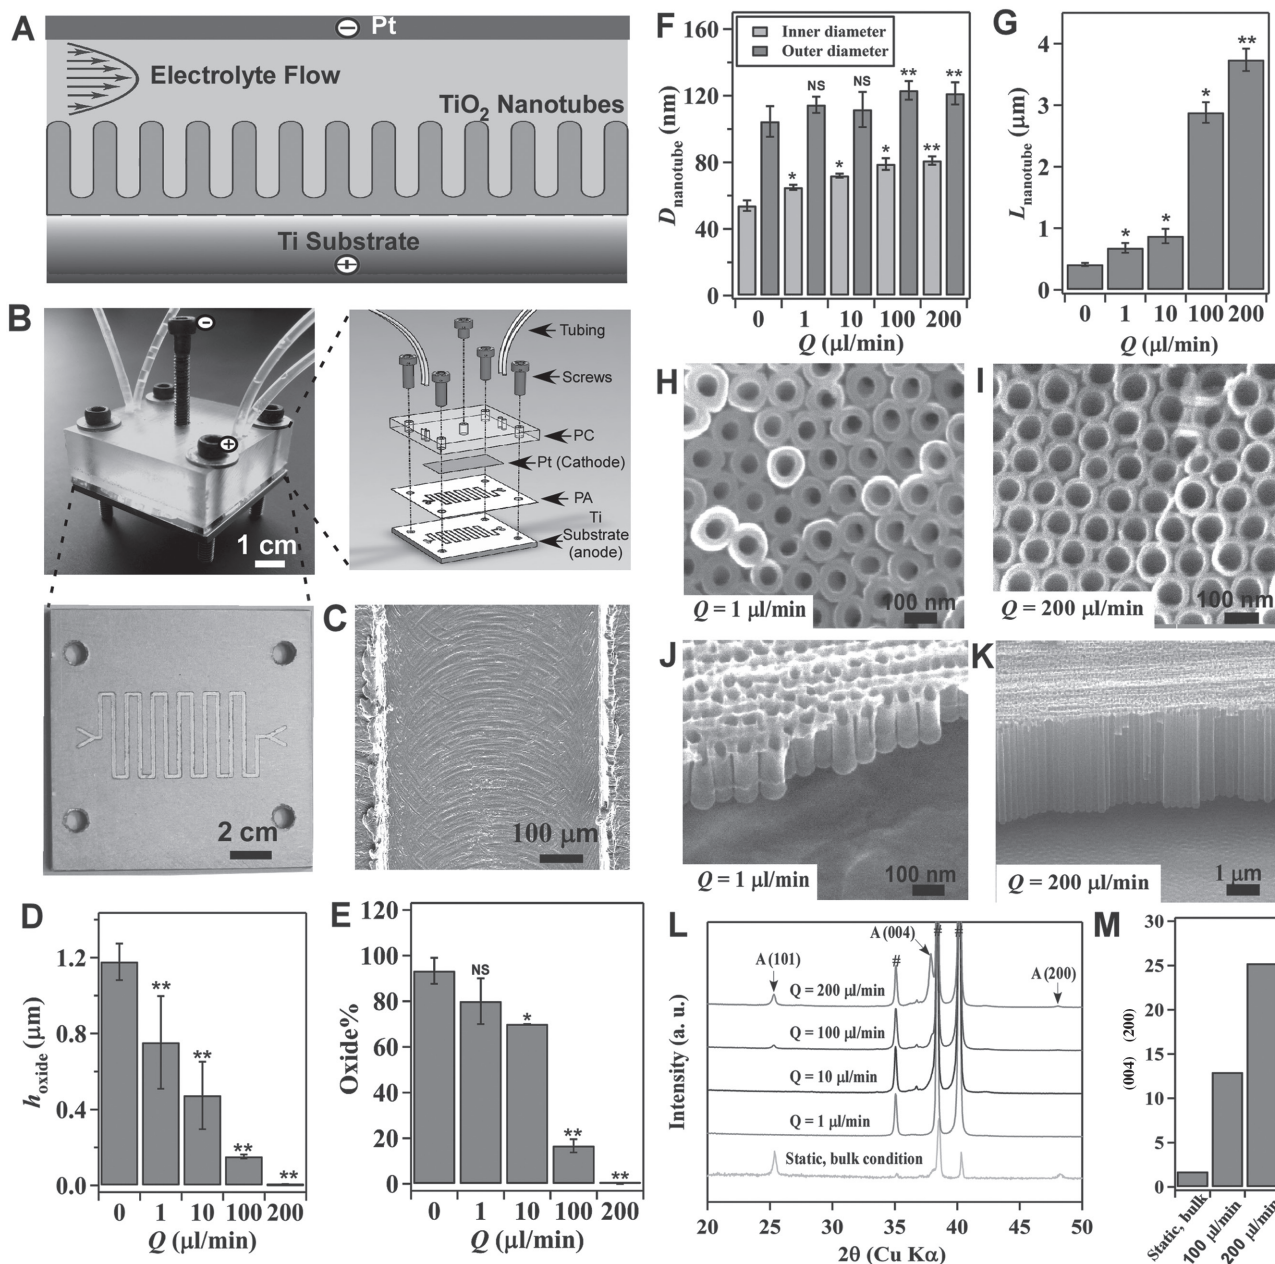 A
− Pt
Electrolyte Flow
TiO2 Nanotubes
Ti Substrate
+
B
−
+
1 cm
Tubing
Screws
PC
Pt (Cathode)
PA
Ti
Substrate
(anode)
2 cm
C
100 μm
D
hoxide (μm)
1.2
0.8
0.4
0.0
**
**
**
**
0 1 10 100 200
Q (μl/min)
E
Oxide%
120
100
80
60
40
20
0
NS
*
**
**
0 1 10 100 200
Q (μl/min)
F
Dnanotube (nm)
160
120
80
40
0
Inner diameter
Outer diameter
NS NS ** **
* * * **
0 1 10 100 200
Q (μl/min)
G
Lnanotube (μm)
4
3
2
1
0
* * * **
0 1 10 100 200
Q (μl/min)
H
Q = 1 μl/min
100 nm
I
Q = 200 μl/min
100 nm
J
Q = 1 μl/min
100 nm
K
Q = 200 μl/min
1 μm
L
Intensity (a. u.)
A (101)
#
A (004)
#
#
A (200)
Q = 200 μl/min
Q = 100 μl/min
Q = 10 μl/min
Q = 1 μl/min
Static, bulk condition
20 25 30 35 40 45 50
2θ (Cu Kα)
M
(004) (200)
30
25
20
15
10
5
0
Static, bulk
100 μl/min
200 μl/min